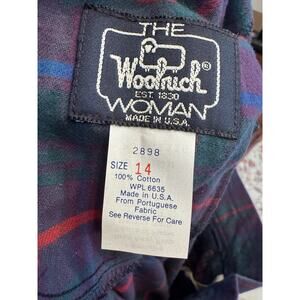 THE
Woolrich®
EST. 1830
WOMAN
MADE IN U.S.A.
2898
SIZE 14
100% Cotton
WPL 6635
Made in U.S.A.
From Portuguese
Fabric
See Reverse For Care